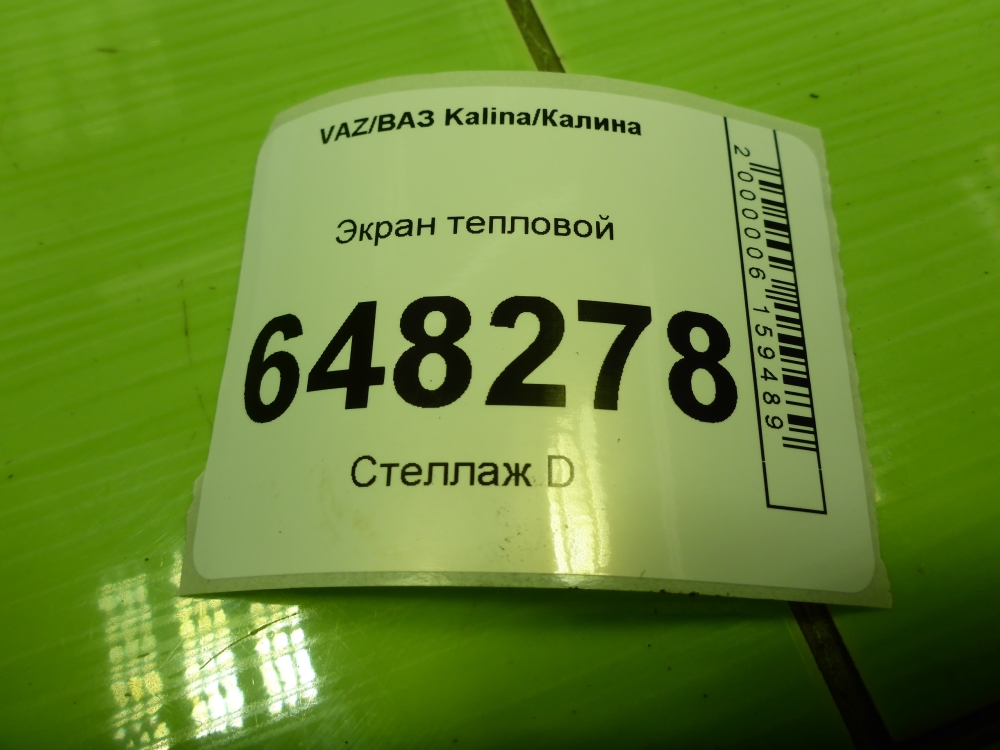 VAZ/ВАЗ Kalina/Калина
Экран тепловой
648278
Стеллаж D
2000006159489